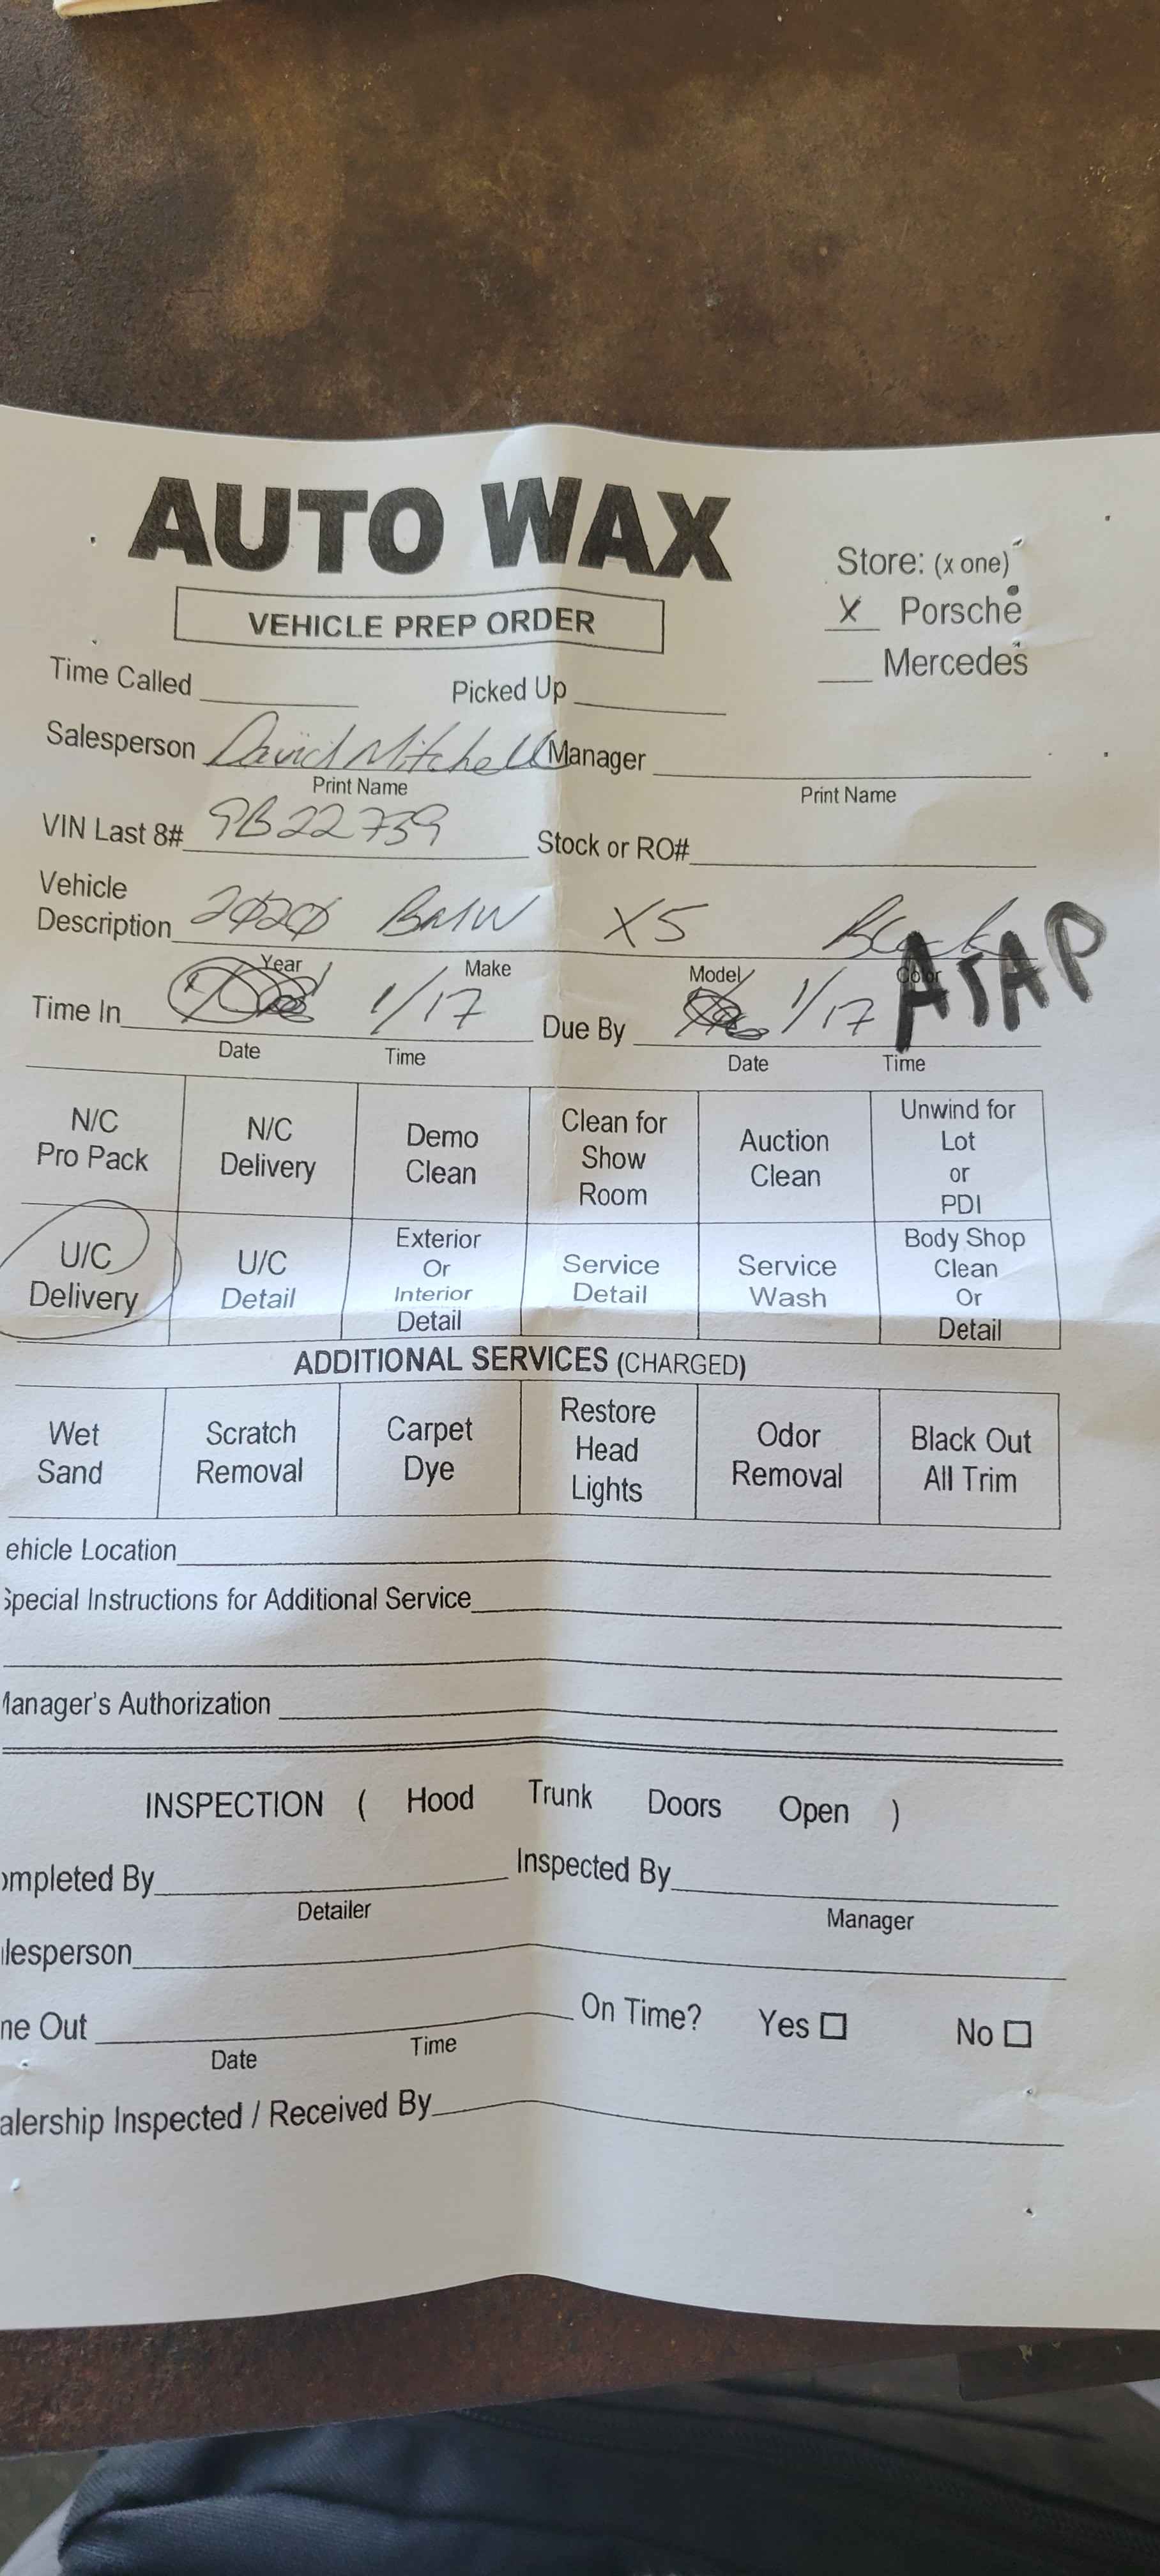 AUTO WAX
VEHICLE PREP ORDER
Store: (x one)
X Porsche
Mercedes
Time Called
Picked Up
Salesperson David Mitchell Manager
Print Name
Print Name
VIN Last 8# 9B22739
Stock or RO#
Vehicle
Description 2020 BMW X5 Black
Year Make Model Color
ASAP
Time In 1/17 Due By 1/17
Date Time Date Time
N/C
Pro Pack
N/C
Delivery
Demo
Clean
Clean for
Show
Room
Auction
Clean
Unwind for
Lot
or
PDI
U/C
Delivery
U/C
Detail
Exterior
Or
Interior
Detail
Service
Detail
Service
Wash
Body Shop
Clean
Or
Detail
ADDITIONAL SERVICES (CHARGED)
Wet
Sand
Scratch
Removal
Carpet
Dye
Restore
Head
Lights
Odor
Removal
Black Out
All Trim
ehicle Location
Special Instructions for Additional Service
Manager's Authorization
INSPECTION ( Hood Trunk Doors Open )
ompleted By
Inspected By
Detailer
Manager
lesperson
ne Out
On Time? Yes ☐ No ☐
Date Time
alership Inspected / Received By